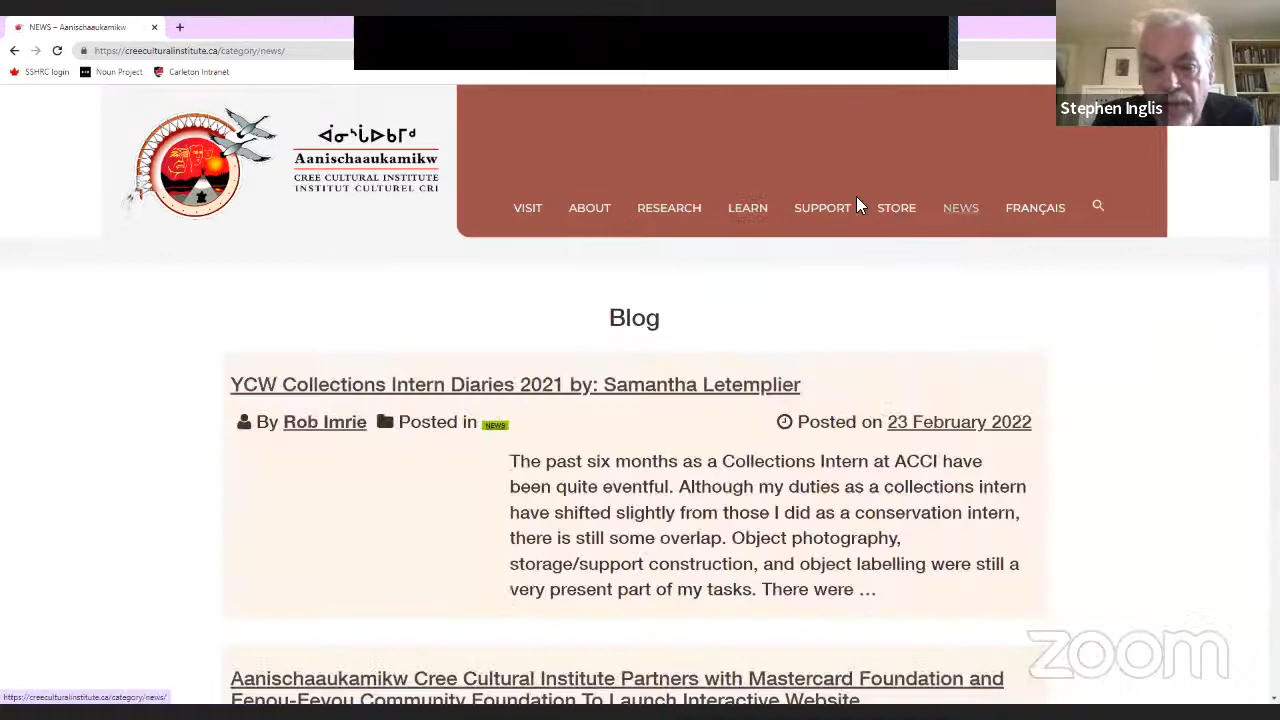 NEWS – Aanischaaukamikw
https://creeculturalinstitute.ca/category/news/
SSHRC login Noun Project Carleton Intranet
Stephen Inglis
ᐋᓂᔅᒑᐅᑲᒥᒄ
Aanischaaukamikw
CREE CULTURAL INSTITUTE
INSTITUT CULTUREL CRI
VISIT ABOUT RESEARCH LEARN SUPPORT STORE NEWS FRANÇAIS
Blog
YCW Collections Intern Diaries 2021 by: Samantha Letemplier
By Rob Imrie Posted in NEWS Posted on 23 February 2022
The past six months as a Collections Intern at ACCI have
been quite eventful. Although my duties as a collections intern
have shifted slightly from those I did as a conservation intern,
there is still some overlap. Object photography,
storage/support construction, and object labelling were still a
very present part of my tasks. There were …
Aanischaaukamikw Cree Cultural Institute Partners with Mastercard Foundation and
Eenou-Eeyou Community Foundation To Launch Interactive Website
zoom
https://creeculturalinstitute.ca/category/news/